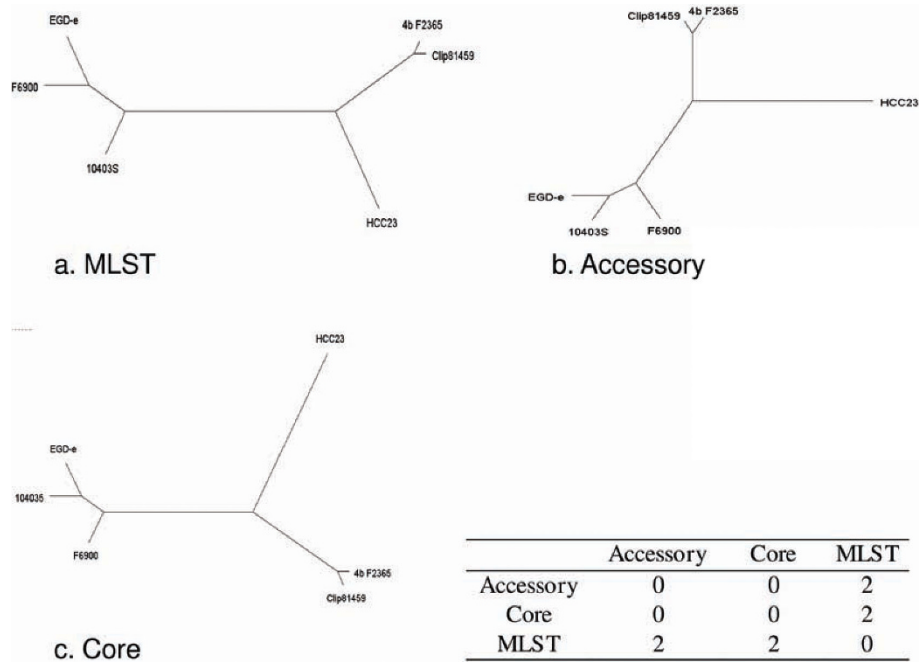 EGD-e
4b F2365
Clip81459
F6900
10403S
HCC23
a. MLST
Clip81459 4b F2365
HCC23
EGD-e
10403S
F6900
b. Accessory
HCC23
EGD-e
10403S
F6900
4b F2365
Clip81459
c. Core
Accessory Core MLST
Accessory 0 0 2
Core 0 0 2
MLST 2 2 0